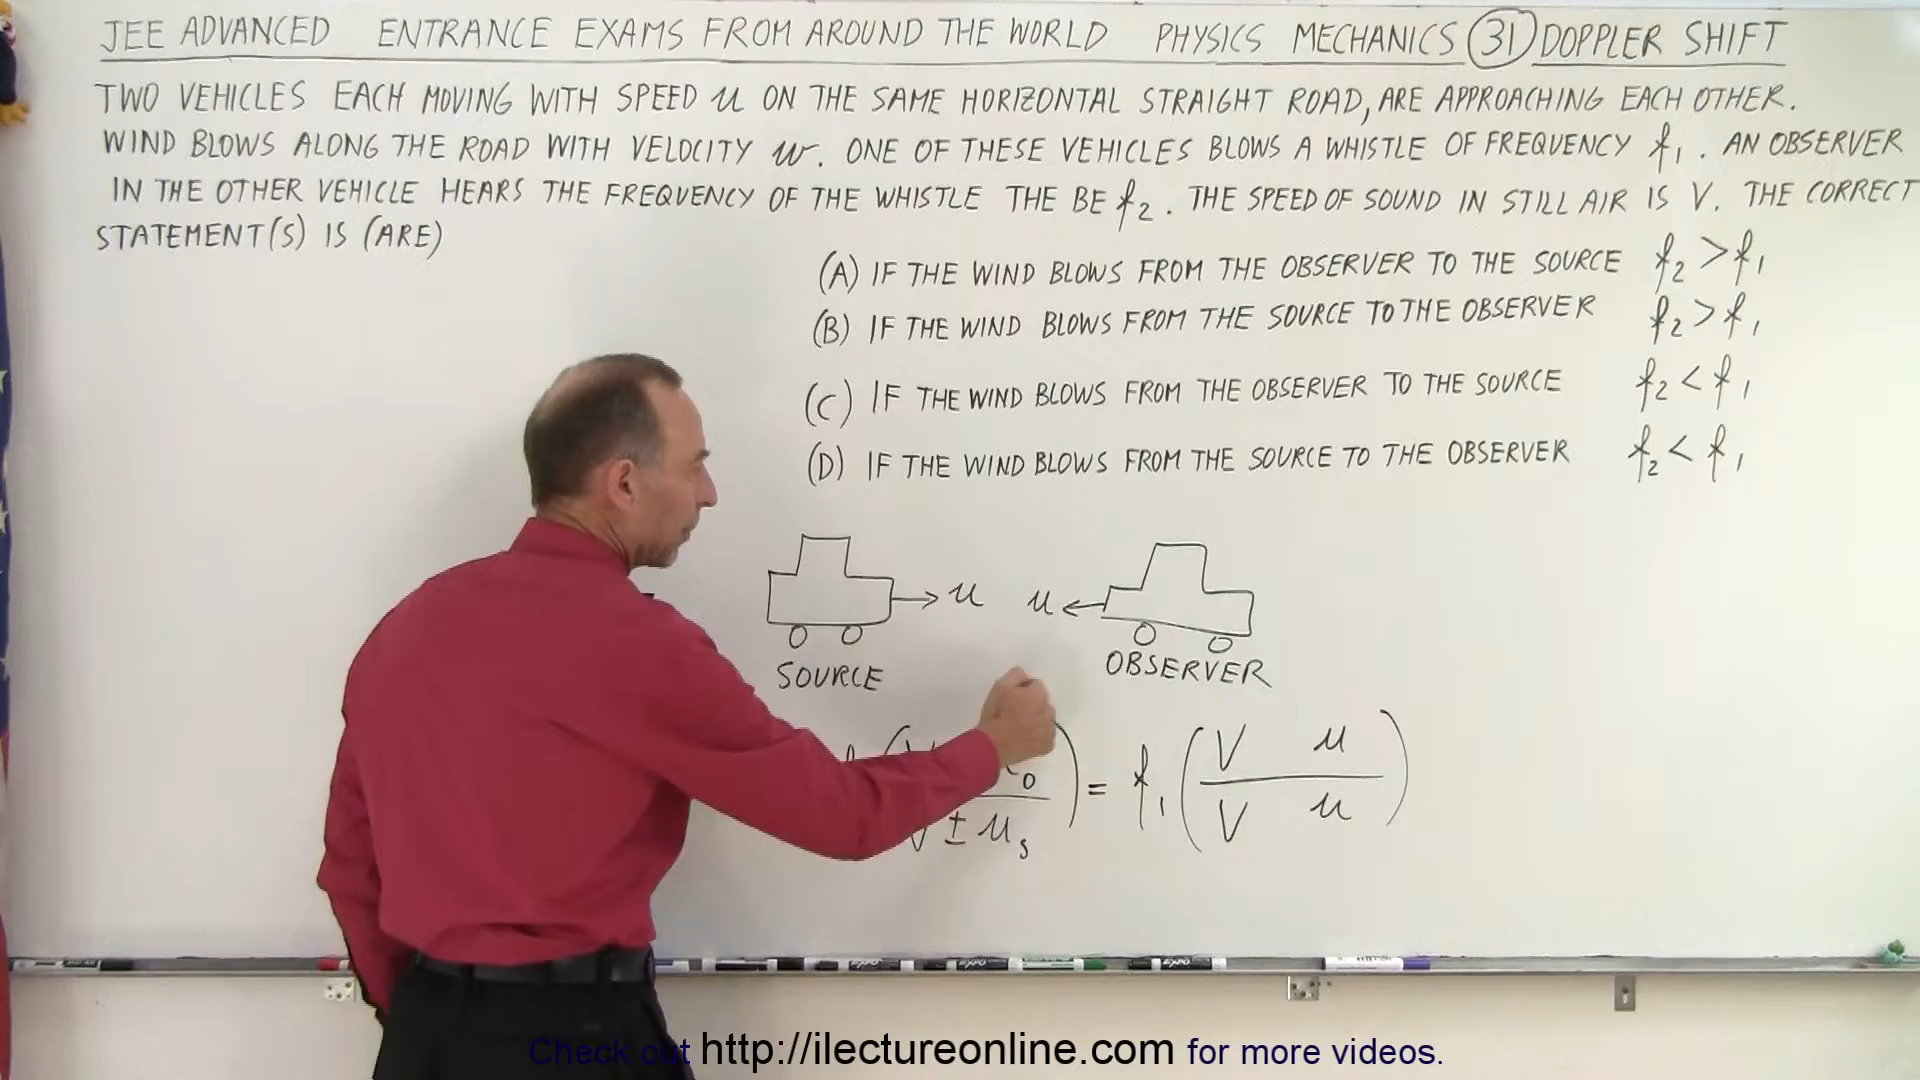 JEE ADVANCED ENTRANCE EXAMS FROM AROUND THE WORLD PHYSICS MECHANICS 31 DOPPLER SHIFT
TWO VEHICLES EACH MOVING WITH SPEED u ON THE SAME HORIZONTAL STRAIGHT ROAD, ARE APPROACHING EACH OTHER.
WIND BLOWS ALONG THE ROAD WITH VELOCITY w. ONE OF THESE VEHICLES BLOWS A WHISTLE OF FREQUENCY f₁. AN OBSERVER
IN THE OTHER VEHICLE HEARS THE FREQUENCY OF THE WHISTLE THE BE f₂. THE SPEED OF SOUND IN STILL AIR IS V. THE CORRECT
STATEMENT(S) IS (ARE)
(A) IF THE WIND BLOWS FROM THE OBSERVER TO THE SOURCE f₂ > f₁
(B) IF THE WIND BLOWS FROM THE SOURCE TO THE OBSERVER f₂ > f₁
(C) IF THE WIND BLOWS FROM THE OBSERVER TO THE SOURCE f₂ < f₁
(D) IF THE WIND BLOWS FROM THE SOURCE TO THE OBSERVER f₂ < f₁
u u
SOURCE OBSERVER
) = f₁ ( V u
± u_s V u )
Check out http://ilectureonline.com for more videos.